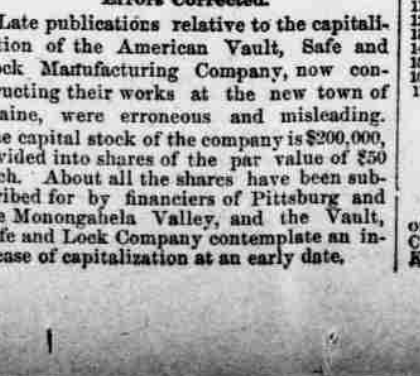 Errors Corrected.
Late publications relative to the capitali-
tion of the American Vault, Safe and
ck Manufacturing Company, now con-
ucting their works at the new town of
aine, were erroneous and misleading.
e capital stock of the company is $200,000,
vided into shares of the par value of $50
ch. About all the shares have been sub-
ribed for by financiers of Pittsburg and
e Monongahela Valley, and the Vault,
fe and Lock Company contemplate an in-
ease of capitalization at an early date.